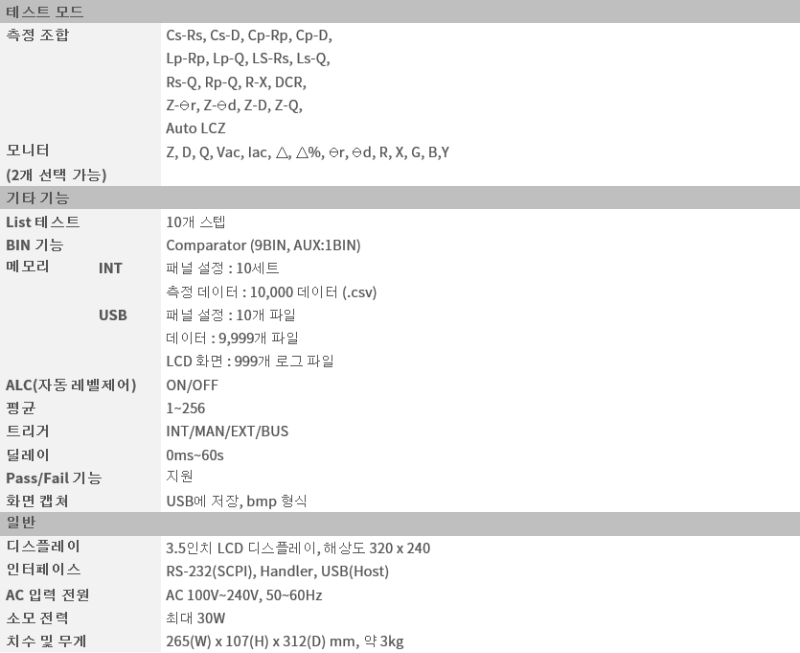 테스트 모드
측정 조합 Cs-Rs, Cs-D, Cp-Rp, Cp-D,
Lp-Rp, Lp-Q, LS-Rs, Ls-Q,
Rs-Q, Rp-Q, R-X, DCR,
Z-⊖r, Z-⊖d, Z-D, Z-Q,
Auto LCZ
모니터 Z, D, Q, Vac, Iac, △, △%, ⊖r, ⊖d, R, X, G, B,Y
(2개 선택 가능)
기타 기능
List 테스트 10개 스텝
BIN 기능 Comparator (9BIN, AUX:1BIN)
메모리 INT 패널 설정 : 10세트
측정 데이터 : 10,000 데이터 (.csv)
USB 패널 설정 : 10개 파일
데이터 : 9,999개 파일
LCD 화면 : 999개 로그 파일
ALC(자동 레벨제어) ON/OFF
평균 1~256
트리거 INT/MAN/EXT/BUS
딜레이 0ms~60s
Pass/Fail 기능 지원
화면 캡쳐 USB에 저장, bmp 형식
일반
디스플레이 3.5인치 LCD 디스플레이, 해상도 320 x 240
인터페이스 RS-232(SCPI), Handler, USB(Host)
AC 입력 전원 AC 100V~240V, 50~60Hz
소모 전력 최대 30W
치수 및 무게 265(W) x 107(H) x 312(D) mm, 약 3kg